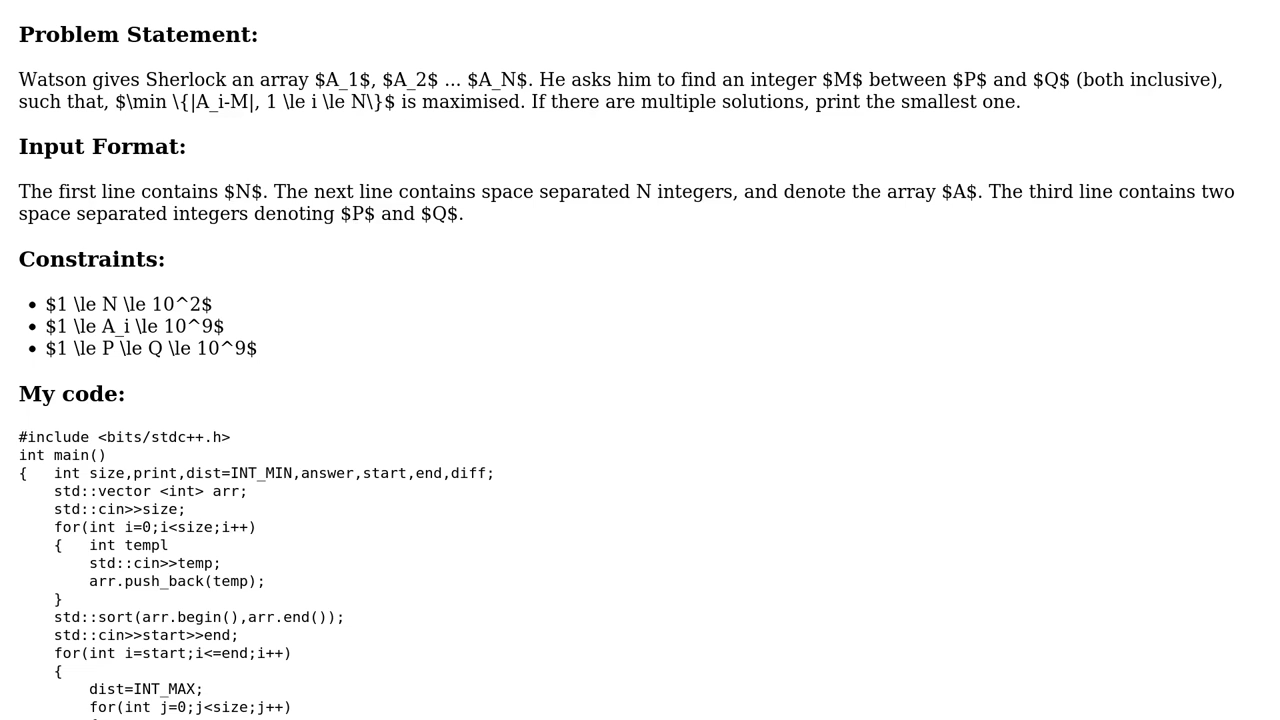 Problem Statement:
Watson gives Sherlock an array $A_1$, $A_2$ ... $A_N$. He asks him to find an integer $M$ between $P$ and $Q$ (both inclusive),
such that, $\min \{|A_i-M|, 1 \le i \le N\}$ is maximised. If there are multiple solutions, print the smallest one.
Input Format:
The first line contains $N$. The next line contains space separated N integers, and denote the array $A$. The third line contains two
space separated integers denoting $P$ and $Q$.
Constraints:
• $1 \le N \le 10^2$
• $1 \le A_i \le 10^9$
• $1 \le P \le Q \le 10^9$
My code:
#include <bits/stdc++.h>
int main()
{   int size,print,dist=INT_MIN,answer,start,end,diff;
    std::vector <int> arr;
    std::cin>>size;
    for(int i=0;i<size;i++)
    {   int templ
        std::cin>>temp;
        arr.push_back(temp);
    }
    std::sort(arr.begin(),arr.end());
    std::cin>>start>>end;
    for(int i=start;i<=end;i++)
    {
        dist=INT_MAX;
        for(int j=0;j<size;j++)